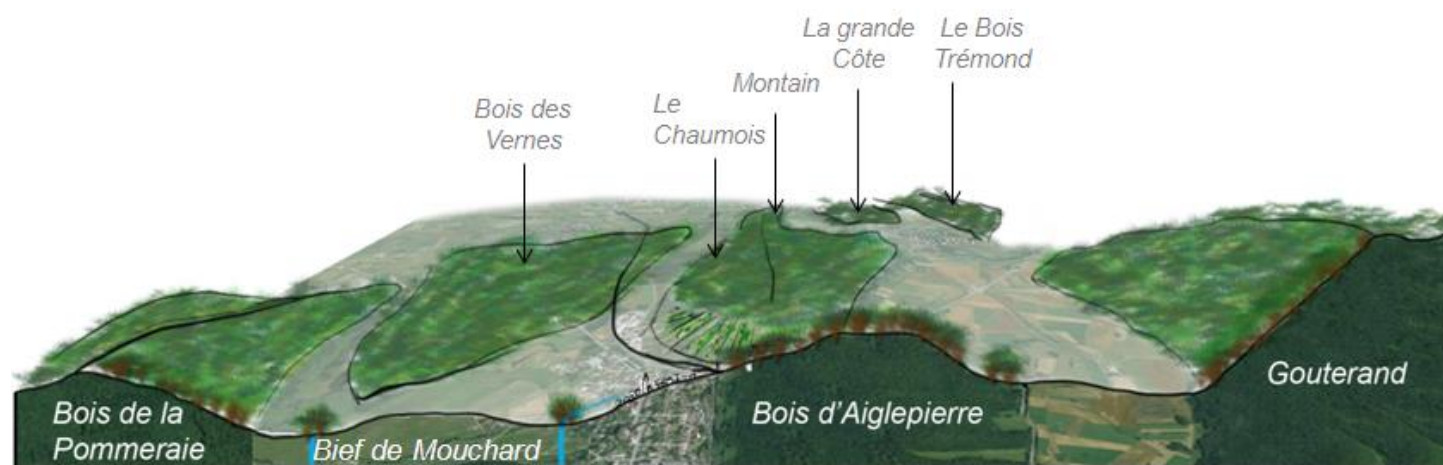 La grande
Côte
Le Bois
Trémond
Montain
Bois des
Vernes
Le
Chaumois
Bois de la
Pommeraie
Bief de Mouchard
Bois d'Aiglepierre
Gouterand